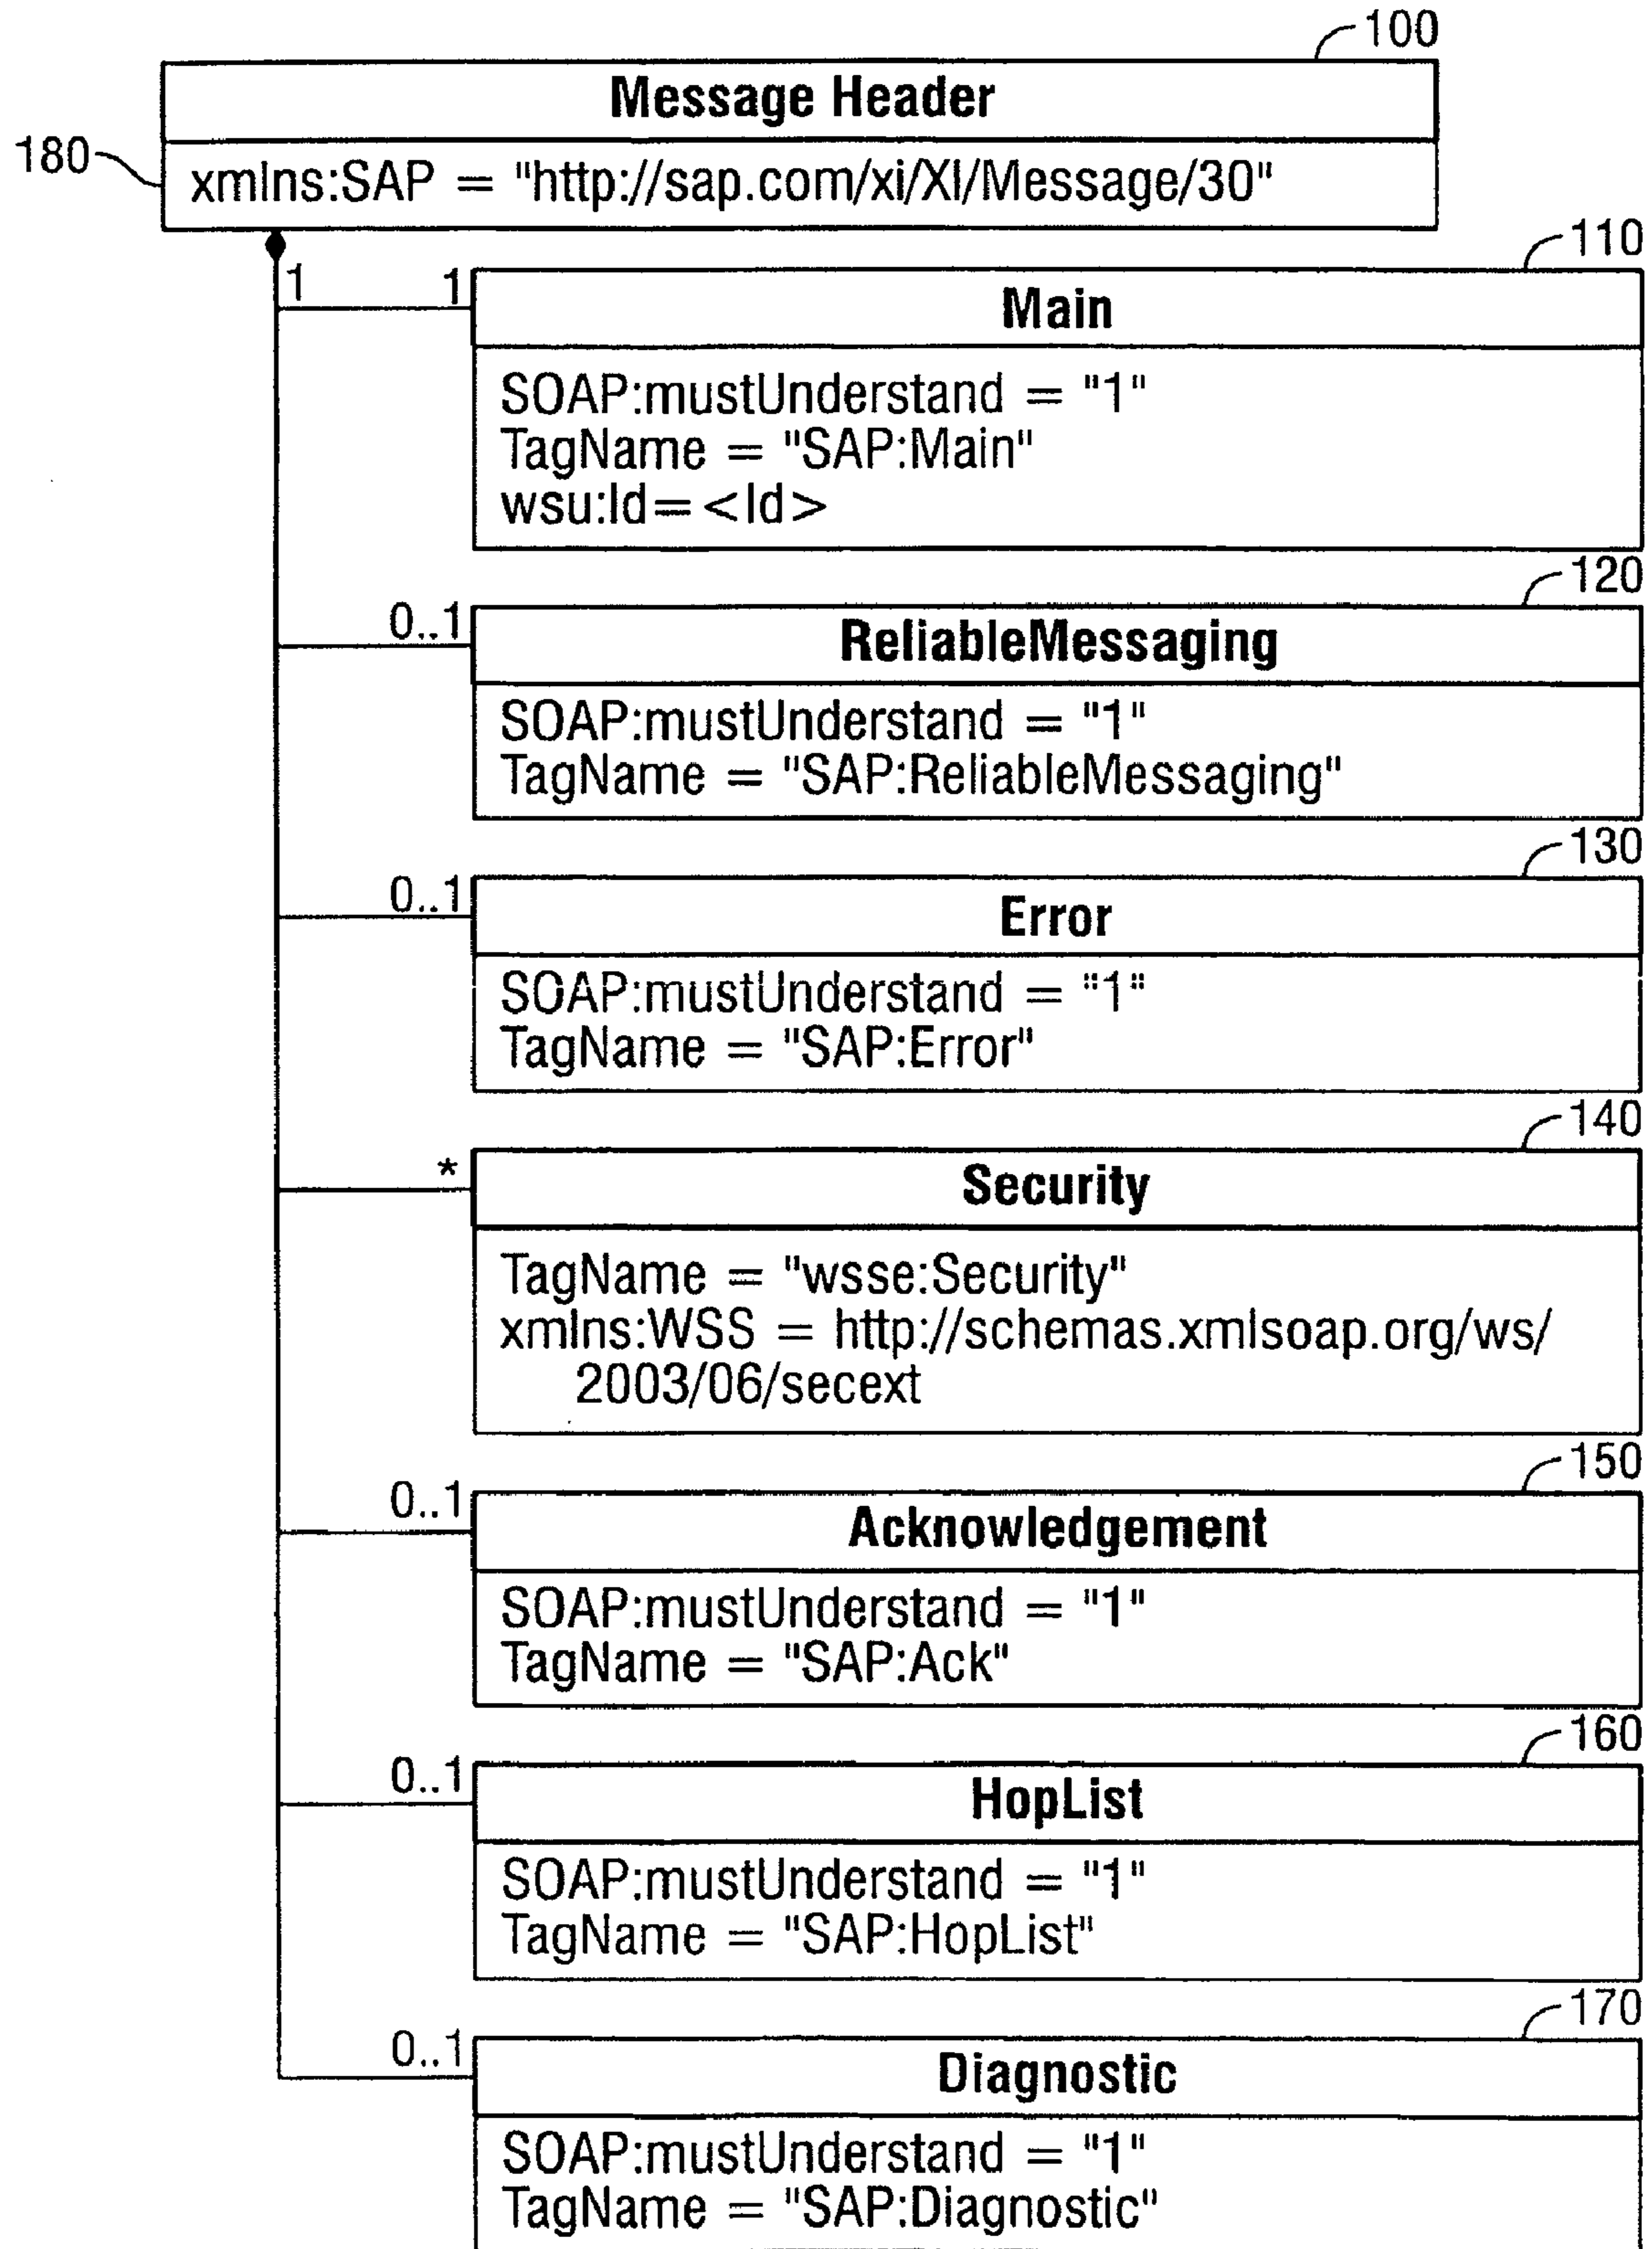 100
Message Header
180
xmlns:SAP = "http://sap.com/xi/XI/Message/30"
110
1 1
Main
SOAP:mustUnderstand = "1"
TagName = "SAP:Main"
wsu:Id=<Id>
120
0..1
ReliableMessaging
SOAP:mustUnderstand = "1"
TagName = "SAP:ReliableMessaging"
130
0..1
Error
SOAP:mustUnderstand = "1"
TagName = "SAP:Error"
140
*
Security
TagName = "wsse:Security"
xmlns:WSS = http://schemas.xmlsoap.org/ws/
2003/06/secext
150
0..1
Acknowledgement
SOAP:mustUnderstand = "1"
TagName = "SAP:Ack"
160
0..1
HopList
SOAP:mustUnderstand = "1"
TagName = "SAP:HopList"
170
0..1
Diagnostic
SOAP:mustUnderstand = "1"
TagName = "SAP:Diagnostic"